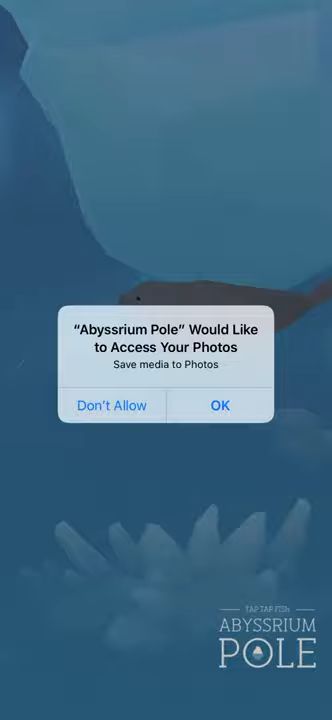 “Abyssrium Pole” Would Like
to Access Your Photos
Save media to Photos
Don’t Allow
OK
TAP TAP FISH
ABYSSRIUM
POLE